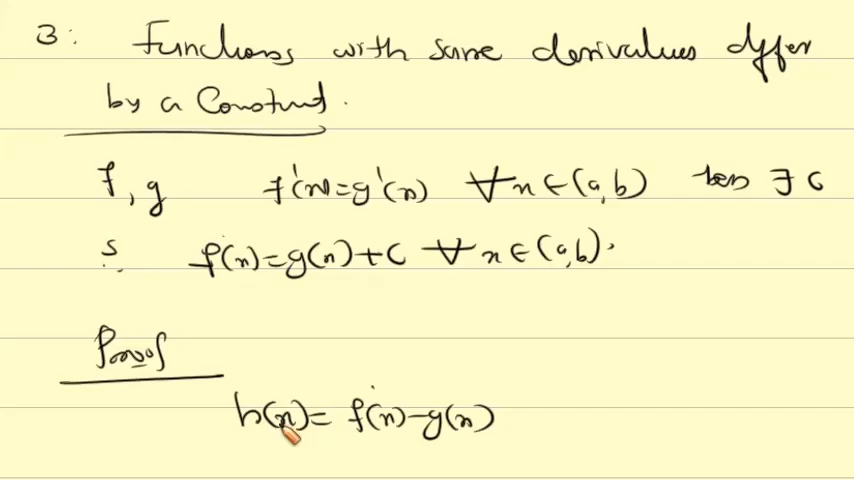 3: Functions with same derivatives differ
by a Constant.
f, g f'(x)=g'(x) ∀x∈(a,b) then ∃ c
s. f(x)=g(x)+c ∀ x∈(a,b).
Proof
h(x)= f(x)-g(x)